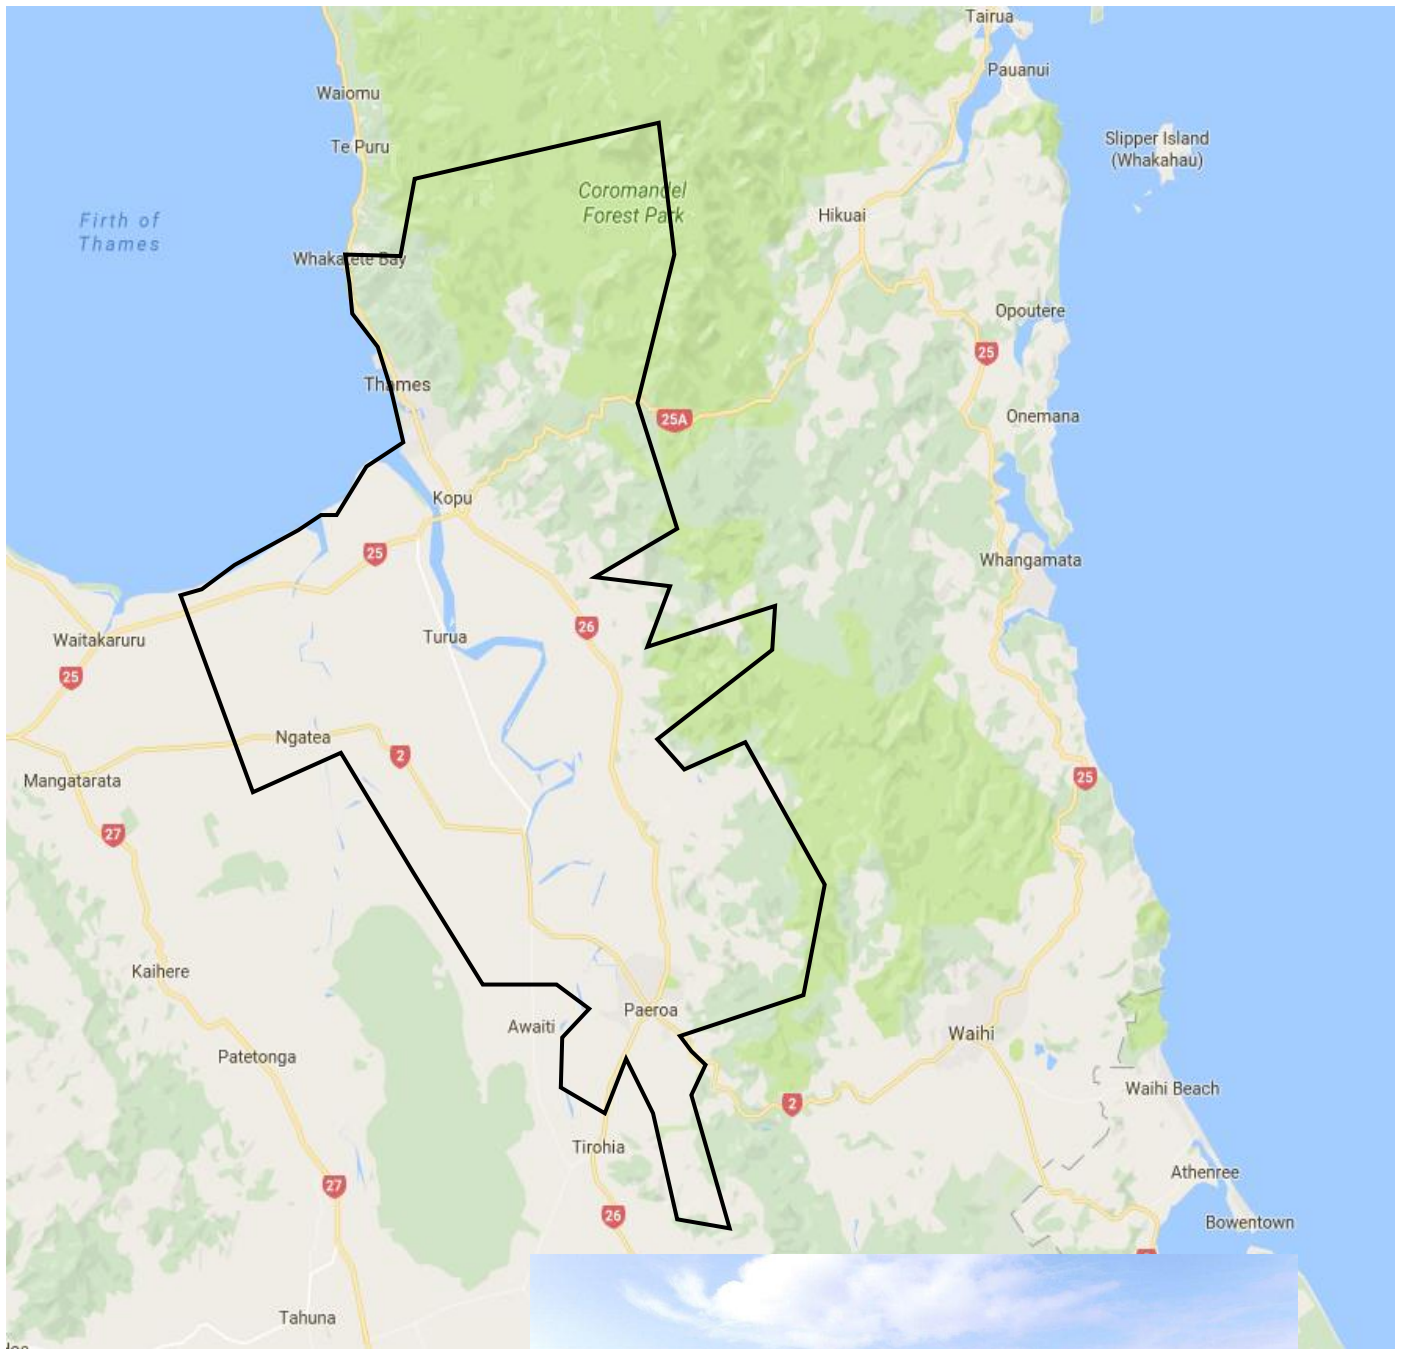 Tairua
Pauanui
Waiomu
Slipper Island
(Whakahau)
Te Puru
Coromandel
Forest Park
Firth of
Thames
Hikuai
Whakatete Bay
Opoutere
25
Thames
25A
Onemana
Kopu
25
Whangamata
26
Waitakaruru
Turua
25
Ngatea
2
Mangatarata
25
27
Kaihere
Paeroa
Awaiti
Waihi
Patetonga
Waihi Beach
2
Tirohia
Athenree
27
26
Bowentown
Tahuna